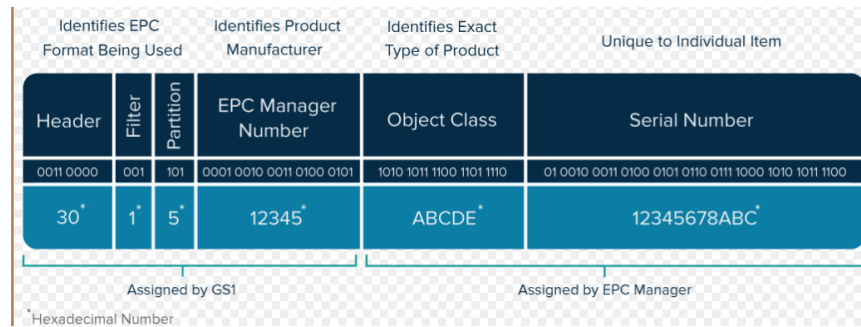 Identifies EPC
Format Being Used
Identifies Product
Manufacturer
Identifies Exact
Type of Product
Unique to Individual Item
Header
Filter
Partition
EPC Manager
Number
Object Class
Serial Number
0011 0000
001
101
0001 0010 0011 0100 0101
1010 1011 1100 1101 1110
01 0010 0011 0100 0101 0110 0111 1000 1010 1011 1100
30*
1*
5*
12345*
ABCDE*
12345678ABC*
Assigned by GS1
Assigned by EPC Manager
*Hexadecimal Number